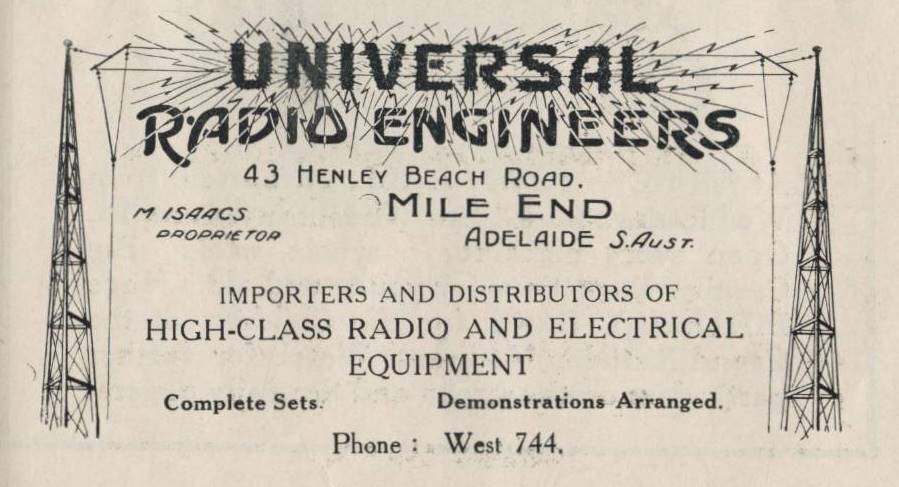 UNIVERSAL
RADIO ENGINEERS
43 HENLEY BEACH ROAD.
M ISAACS
PROPRIETOR
MILE END
ADELAIDE S. AUST.
IMPORTERS AND DISTRIBUTORS OF
HIGH-CLASS RADIO AND ELECTRICAL
EQUIPMENT
Complete Sets. Demonstrations Arranged.
Phone : West 744.